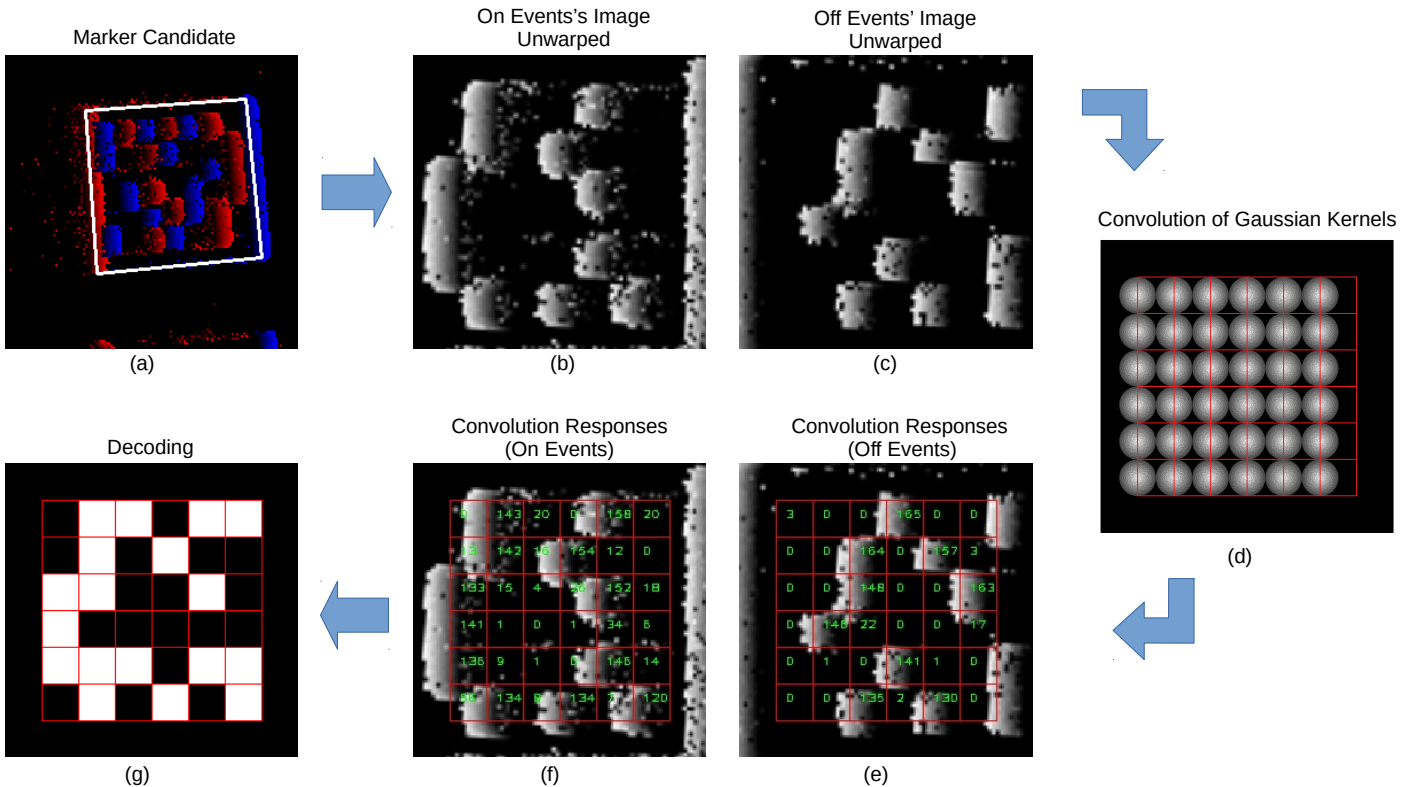 Marker Candidate
On Events's Image
Unwarped
Off Events' Image
Unwarped
(a)
(b)
(c)
Convolution of Gaussian Kernels
(d)
Decoding
Convolution Responses
(On Events)
Convolution Responses
(Off Events)
0 143 20 0 158 20
13 142 16 154 12 0
133 15 4 152 18
141 1 0 1 34
9 1 0 14
134 134 7 120
3 0 0 165 0 0
0 0 164 0 157 3
0 0 148 0 0 163
0 146 22 0 0 17
0 1 0 141 1 0
0 0 135 2 130 0
(g)
(f)
(e)